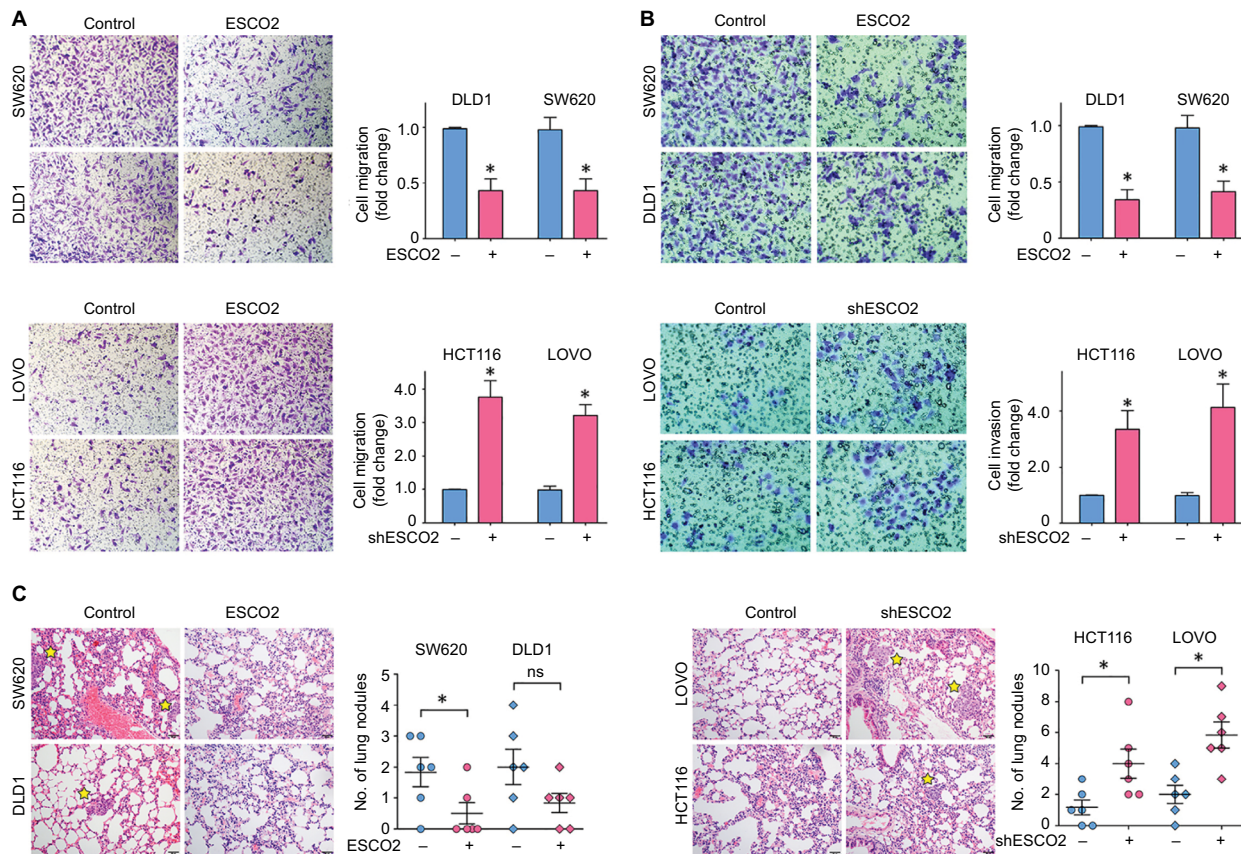 A
Control ESCO2
SW620
DLD1
DLD1 SW620
Cell migration
(fold change)
1.0
0.5
0
*
*
ESCO2 – + – +
Control ESCO2
LOVO
HCT116
HCT116 LOVO
Cell migration
(fold change)
4.0
3.0
2.0
1.0
0
*
*
shESCO2 – + – +
B
Control ESCO2
SW620
DLD1
DLD1 SW620
Cell migration
(fold change)
1.0
0.5
0
*
*
ESCO2 – + – +
Control shESCO2
LOVO
HCT116
HCT116 LOVO
Cell invasion
(fold change)
4.0
2.0
1.0
0
*
*
shESCO2 – + – +
C
Control ESCO2
SW620
DLD1
SW620 DLD1
No. of lung nodules
5
4
3
2
1
0
*
ns
ESCO2 – + – +
Control shESCO2
LOVO
HCT116
HCT116 LOVO
No. of lung nodules
10
8
6
4
2
0
*
*
shESCO2 – + – +